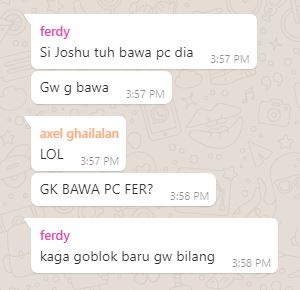 ferdy
Si Joshu tuh bawa pc dia
3:57 PM
Gw g bawa
3:57 PM
axel ghailalan
LOL
3:57 PM
GK BAWA PC FER?
3:58 PM
ferdy
kaga goblok baru gw bilang
3:58 PM